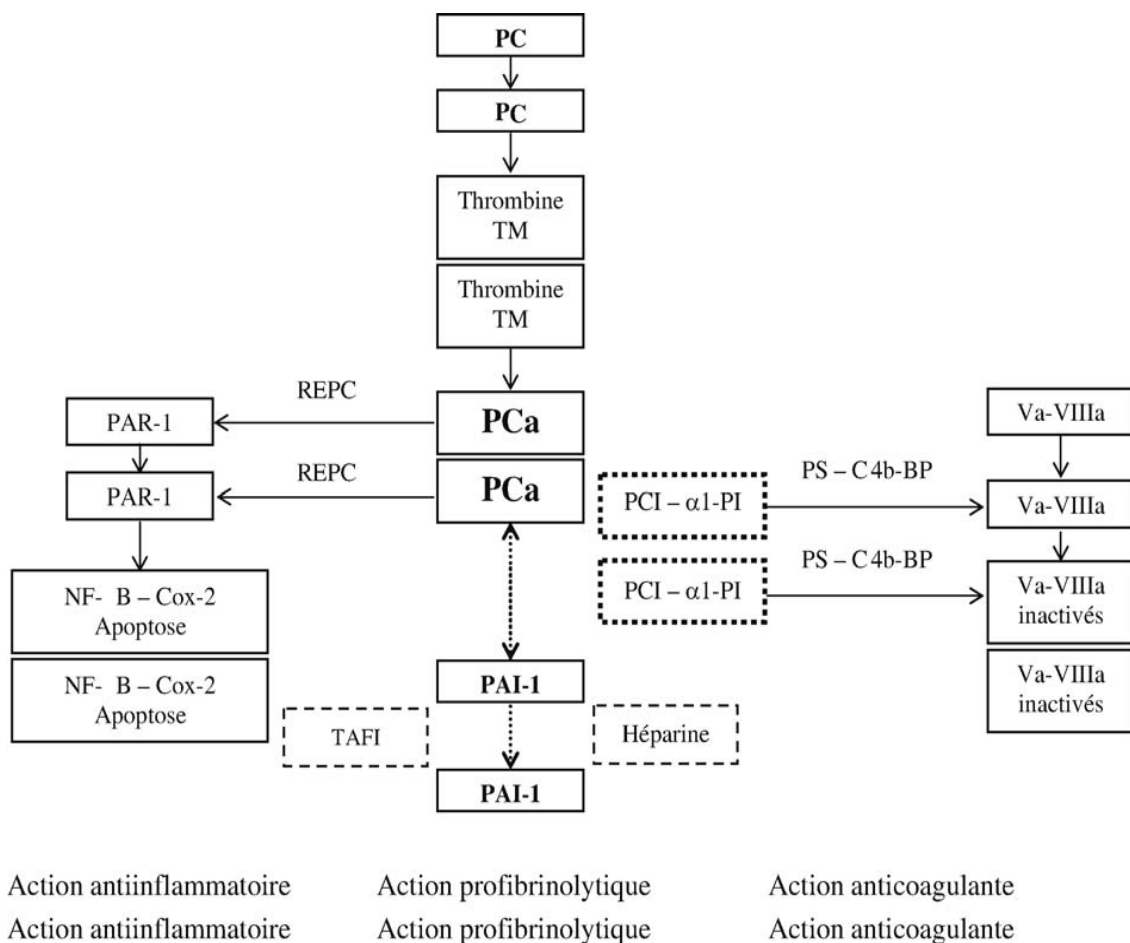 PC
PC
Thrombine
TM
Thrombine
TM
REPC
PAR-1
PCa
Va-VIIIa
REPC
PAR-1
PCa
PS – C4b-BP
PCI – α1-PI
Va-VIIIa
PS – C4b-BP
PCI – α1-PI
NF- B – Cox-2
Apoptose
Va-VIIIa
inactivés
NF- B – Cox-2
Apoptose
PAI-1
Va-VIIIa
inactivés
TAFI
Héparine
PAI-1
Action antiinflammatoire Action profibrinolytique Action anticoagulante
Action antiinflammatoire Action profibrinolytique Action anticoagulante